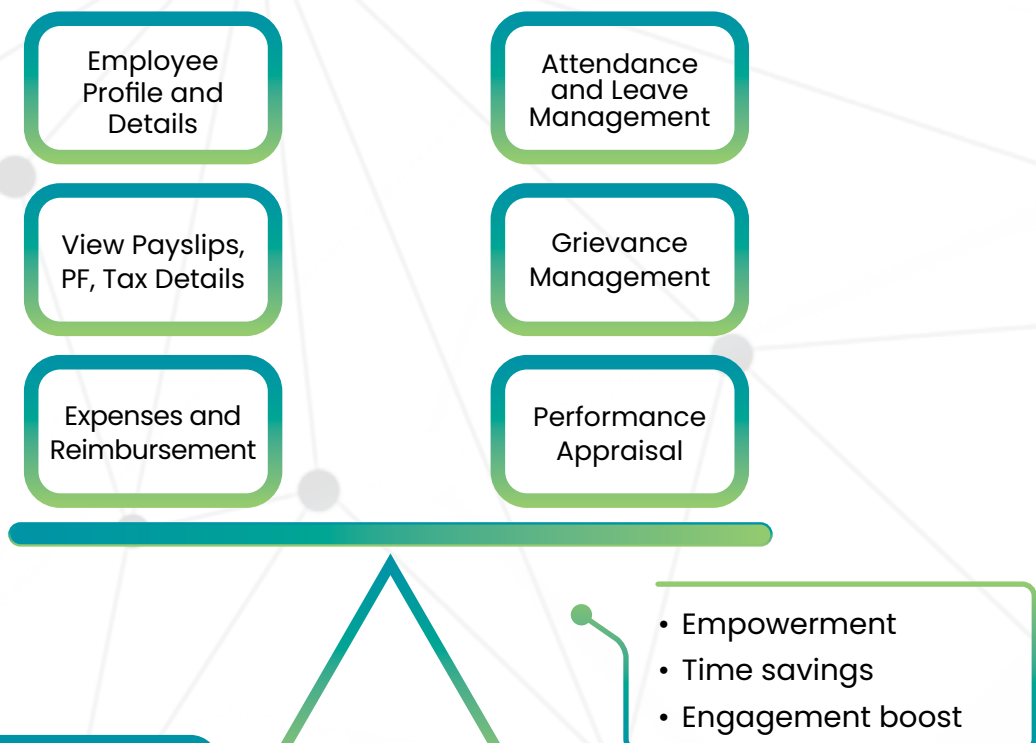 Employee
Profile and
Details
Attendance
and Leave
Management
View Payslips,
PF, Tax Details
Grievance
Management
Expenses and
Reimbursement
Performance
Appraisal
• Empowerment
• Time savings
• Engagement boost